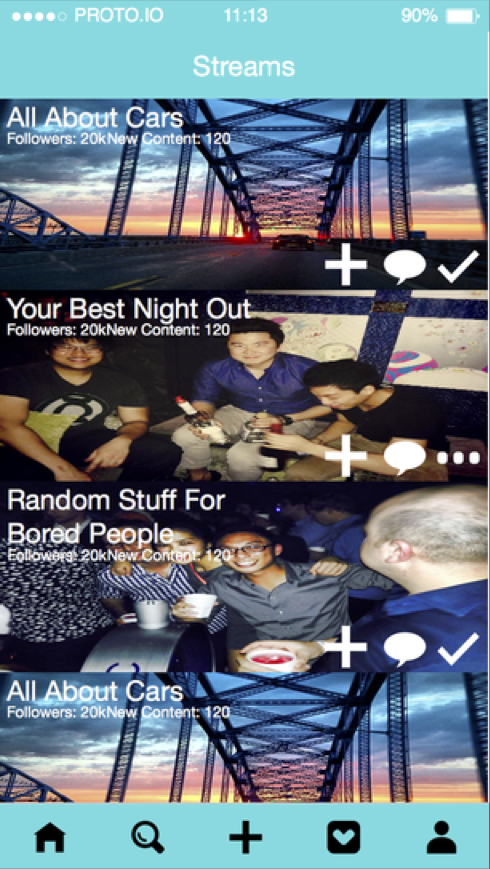 PROTO.IO 11:13 90%
Streams
All About Cars
Followers: 20kNew Content: 120
Your Best Night Out
Followers: 20kNew Content: 120
Random Stuff For
Bored People
Followers: 20kNew Content: 120
All About Cars
Followers: 20kNew Content: 120